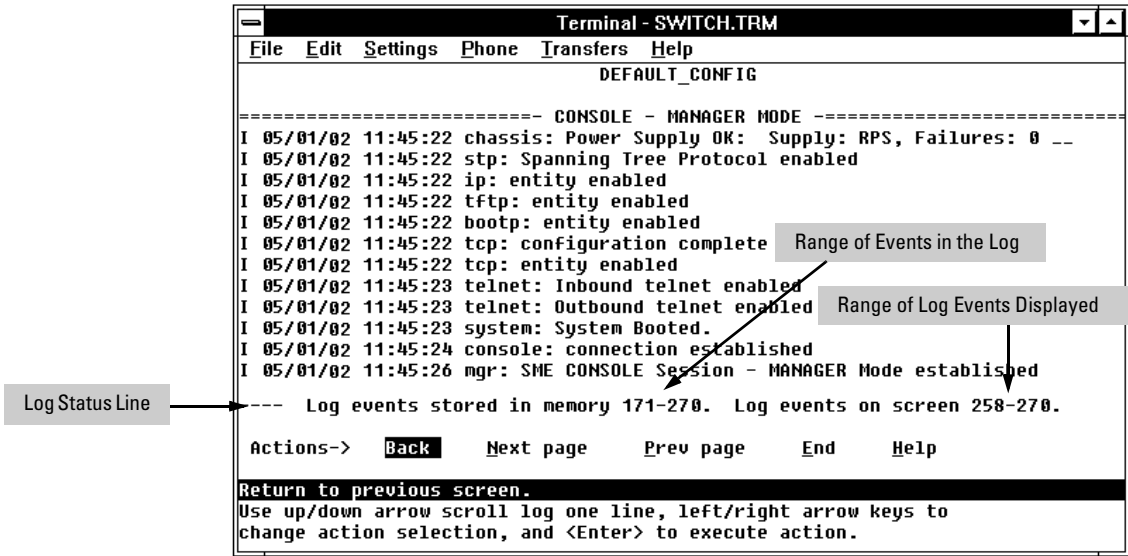 Terminal - SWITCH.TRM
File Edit Settings Phone Transfers Help
DEFAULT_CONFIG
==========================- CONSOLE - MANAGER MODE -===========================
I 05/01/02 11:45:22 chassis: Power Supply OK: Supply: RPS, Failures: 0 __
I 05/01/02 11:45:22 stp: Spanning Tree Protocol enabled
I 05/01/02 11:45:22 ip: entity enabled
I 05/01/02 11:45:22 tftp: entity enabled
I 05/01/02 11:45:22 bootp: entity enabled
I 05/01/02 11:45:22 tcp: configuration complete
Range of Events in the Log
I 05/01/02 11:45:22 tcp: entity enabled
I 05/01/02 11:45:23 telnet: Inbound telnet enabled
I 05/01/02 11:45:23 telnet: Outbound telnet enabled
Range of Log Events Displayed
I 05/01/02 11:45:23 system: System Booted.
I 05/01/02 11:45:24 console: connection established
I 05/01/02 11:45:26 mgr: SME CONSOLE Session - MANAGER Mode established
Log Status Line
---- Log events stored in memory 171-270. Log events on screen 258-270.
Actions-> Back Next page Prev page End Help
Return to previous screen.
Use up/down arrow scroll log one line, left/right arrow keys to
change action selection, and <Enter> to execute action.